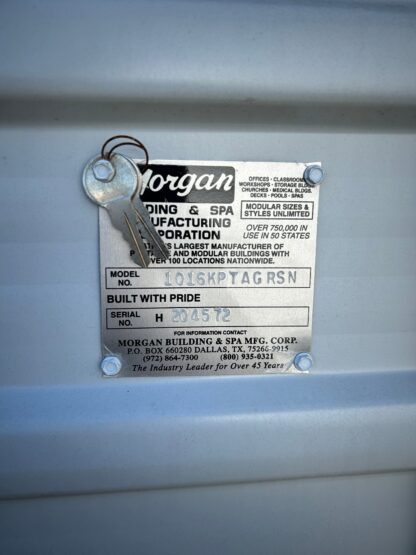 Morgan
OFFICES • CLASSROOMS
WORKSHOPS • STORAGE BLDG.
CHURCHES • MEDICAL BLDGS.
DECKS • POOLS • SPAS
DING & SPA
UFACTURING
PORATION
MODULAR SIZES &
STYLES UNLIMITED
OVER 750,000 IN
USE IN 50 STATES
LARGEST MANUFACTURER OF
AND MODULAR BUILDINGS WITH
100 LOCATIONS NATIONWIDE.
MODEL
NO. 1016KPTAGRSN
BUILT WITH PRIDE
SERIAL
NO. H 204572
FOR INFORMATION CONTACT
MORGAN BUILDING & SPA MFG. CORP.
P.O. BOX 660280 DALLAS, TX, 75266-9915
(972) 864-7300 (800) 935-0321
The Industry Leader for Over 45 Years